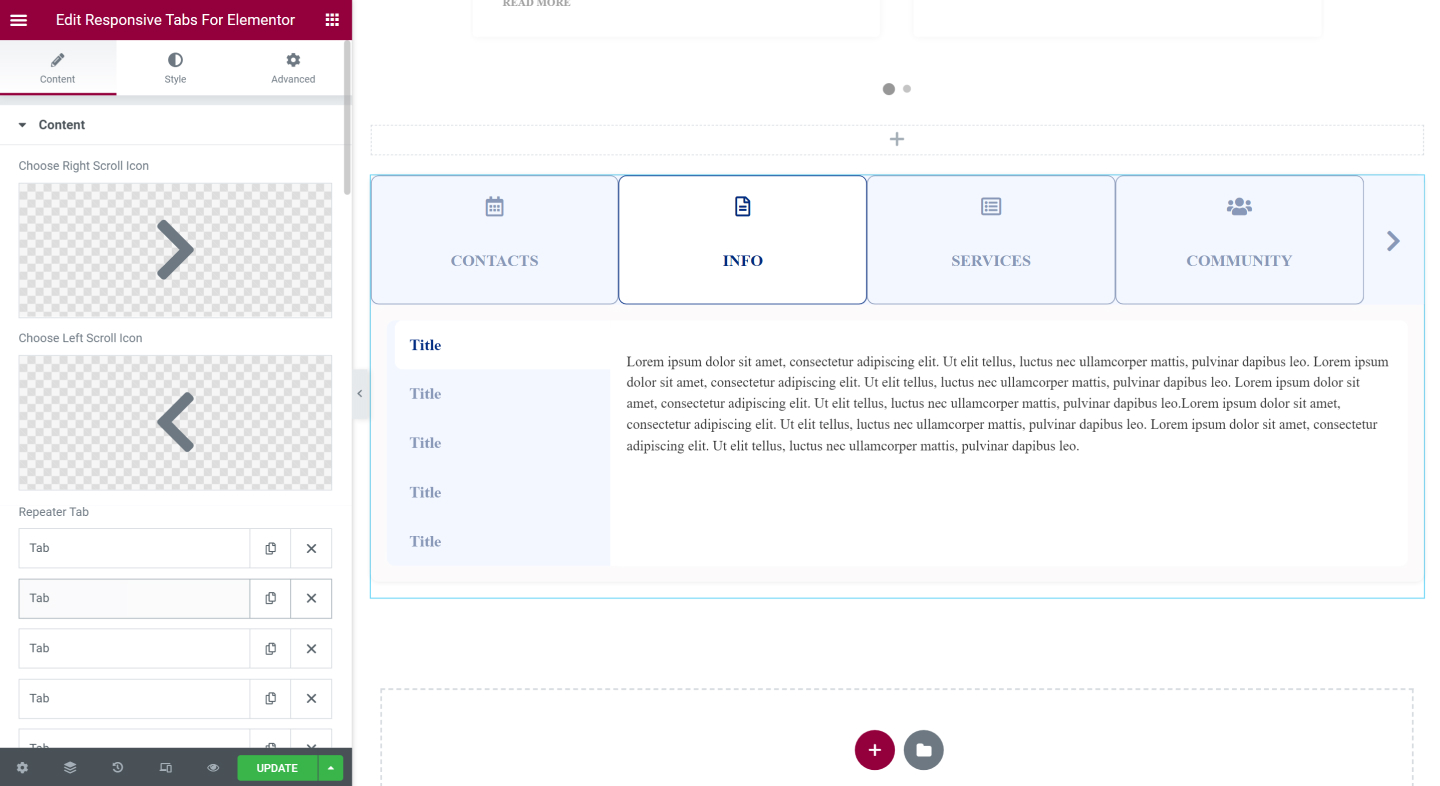 Edit Responsive Tabs For Elementor
Content
Style
Advanced
Content
Choose Right Scroll Icon
Choose Left Scroll Icon
Repeater Tab
Tab
Tab
Tab
Tab
Tab
UPDATE
READ MORE
CONTACTS
INFO
SERVICES
COMMUNITY
Title
Title
Title
Title
Title
Lorem ipsum dolor sit amet, consectetur adipiscing elit. Ut elit tellus, luctus nec ullamcorper mattis, pulvinar dapibus leo. Lorem ipsum
dolor sit amet, consectetur adipiscing elit. Ut elit tellus, luctus nec ullamcorper mattis, pulvinar dapibus leo. Lorem ipsum dolor sit
amet, consectetur adipiscing elit. Ut elit tellus, luctus nec ullamcorper mattis, pulvinar dapibus leo.Lorem ipsum dolor sit amet,
consectetur adipiscing elit. Ut elit tellus, luctus nec ullamcorper mattis, pulvinar dapibus leo. Lorem ipsum dolor sit amet, consectetur
adipiscing elit. Ut elit tellus, luctus nec ullamcorper mattis, pulvinar dapibus leo.